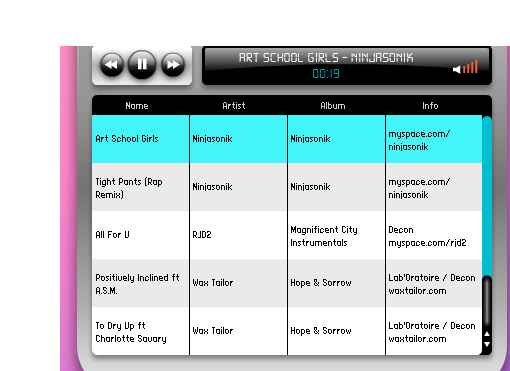 ART SCHOOL GIRLS - NINJASONIK
00:19
Name Artist Album Info
Art School Girls Ninjasonik Ninjasonik myspace.com/
ninjasonik
Tight Pants (Rap
Remix) Ninjasonik Ninjasonik myspace.com/
ninjasonik
All For U RJD2 Magnificent City
Instrumentals Decon
myspace.com/rjd2
Positively Inclined ft
A.S.M. Wax Tailor Hope & Sorrow Lab'Oratoire / Decon
waxtailor.com
To Dry Up ft
Charlotte Savary Wax Tailor Hope & Sorrow Lab'Oratoire / Decon
waxtailor.com